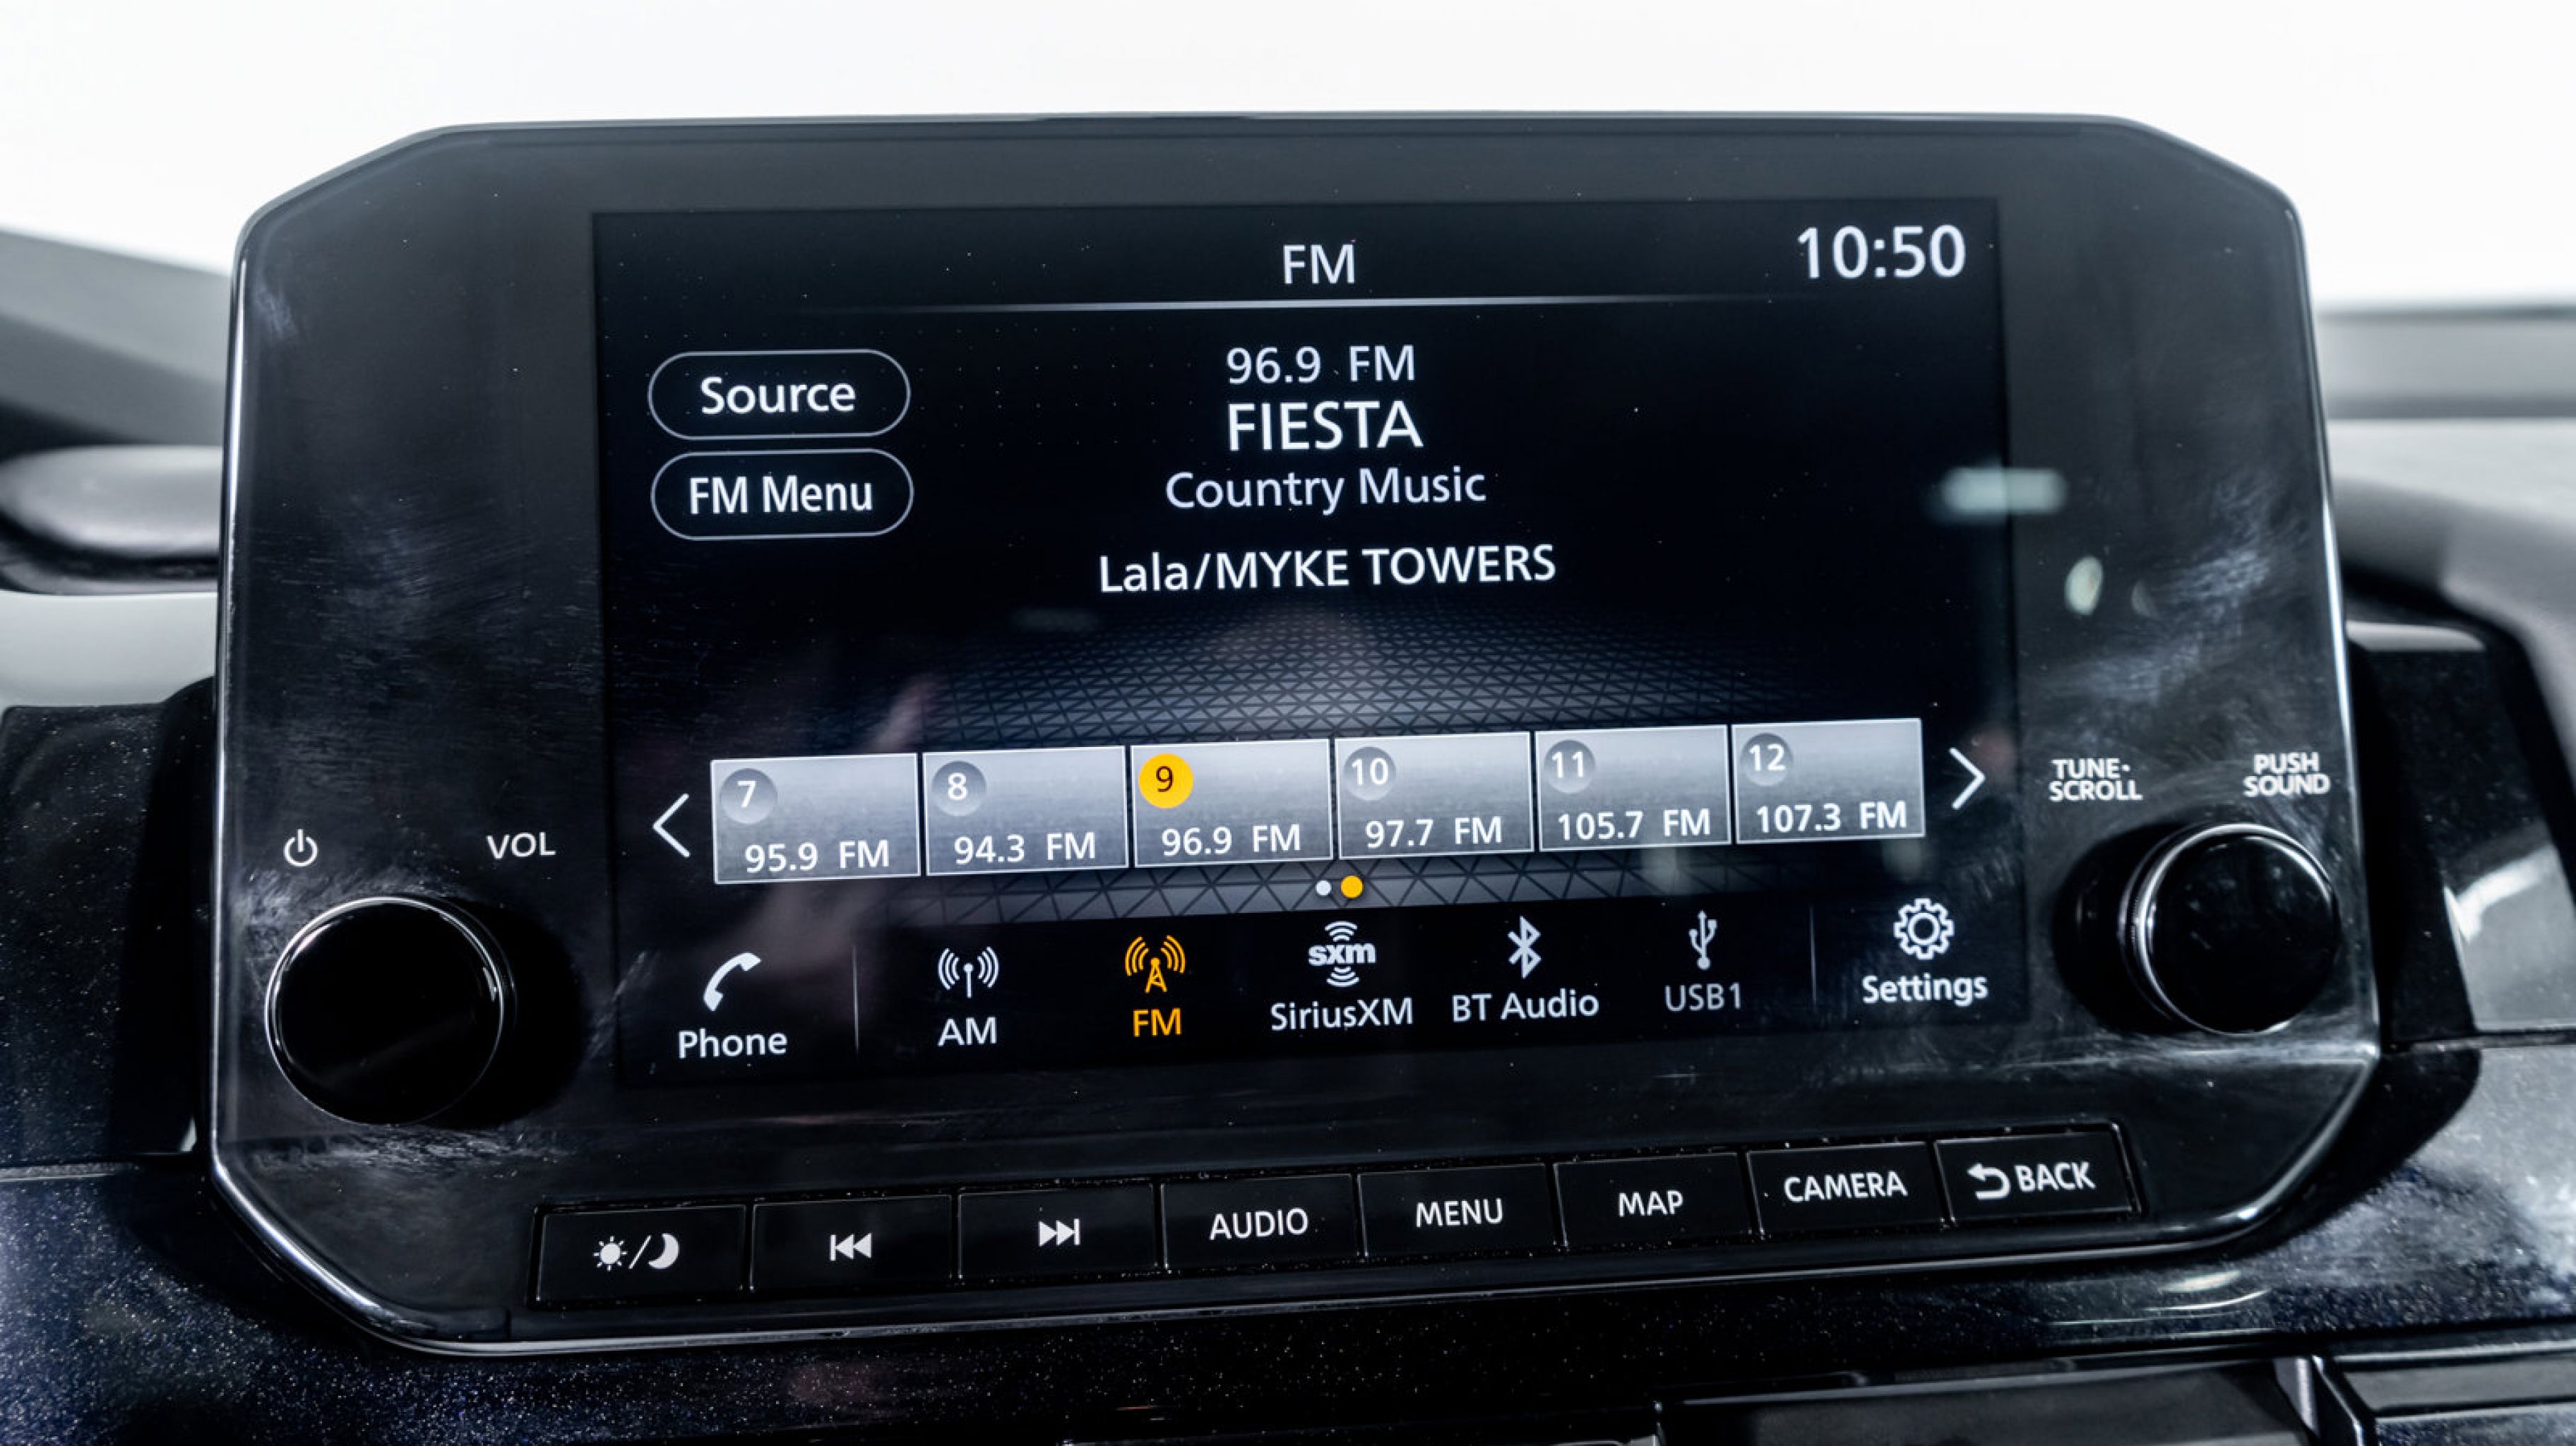 FM
10:50
96.9 FM
FIESTA
Country Music
Lala/MYKE TOWERS
Source
FM Menu
7
95.9 FM
8
94.3 FM
9
96.9 FM
10
97.7 FM
11
105.7 FM
12
107.3 FM
TUNE·
SCROLL
PUSH
SOUND
VOL
Phone
AM
FM
sxm
SiriusXM
BT Audio
USB1
Settings
AUDIO
MENU
MAP
CAMERA
BACK